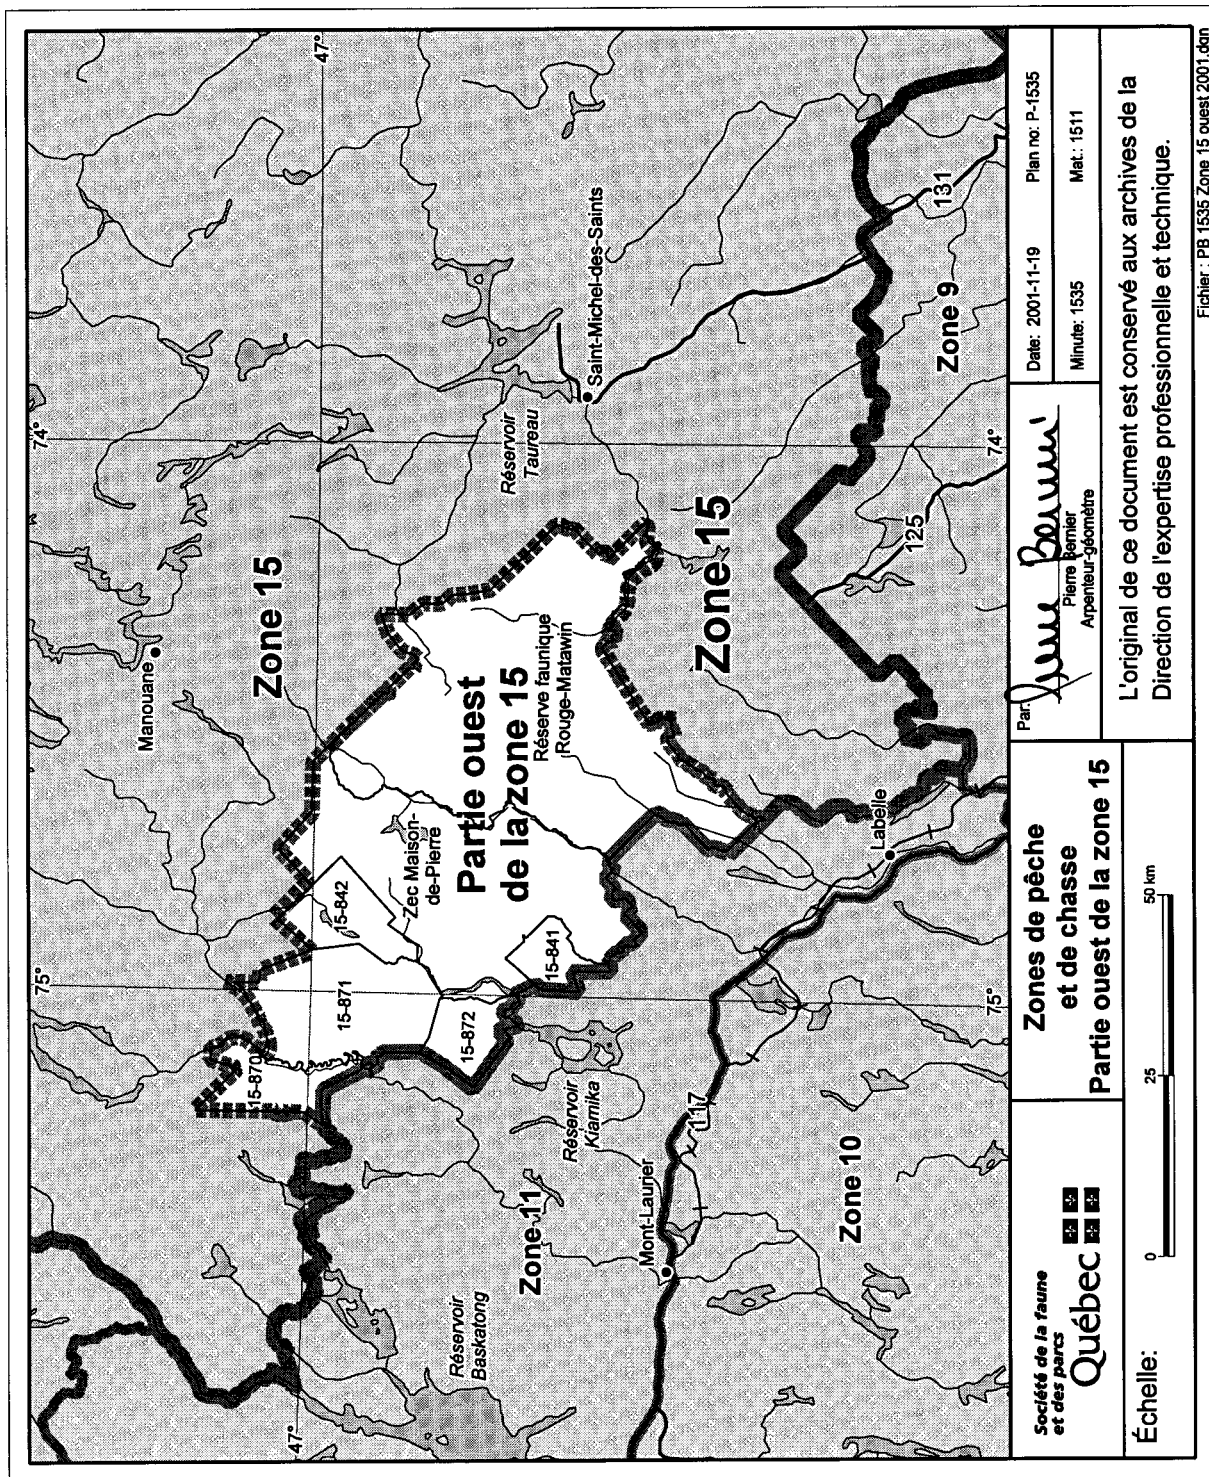 47°
74°
75°
47°
Manouane
Zone 15
Réservoir
Taureau
Saint-Michel-des-Saints
Partie ouest
de la zone 15
Réserve faunique
Rouge-Matawin
Zec Maison-
de-Pierre
15-842
15-871
15-870
15-872
15-841
Zone 15
Réservoir
Kiamika
Réservoir
Baskatong
Zone 11
Mont-Laurier
117
Zone 10
Labelle
125
131
Zone 9
75°
74°
Société de la faune
et des parcs
Québec
Échelle:
0
25
50 km
Zones de pêche
et de chasse
Partie ouest de la zone 15
Par:
Pierre Bernier
Arpenteur-géomètre
Date: 2001-11-19
Plan no: P-1535
Minute: 1535
Mat.: 1511
L'original de ce document est conservé aux archives de la
Direction de l'expertise professionnelle et technique.
Fichier : PB 1535 Zone 15 ouest 2001.dgn